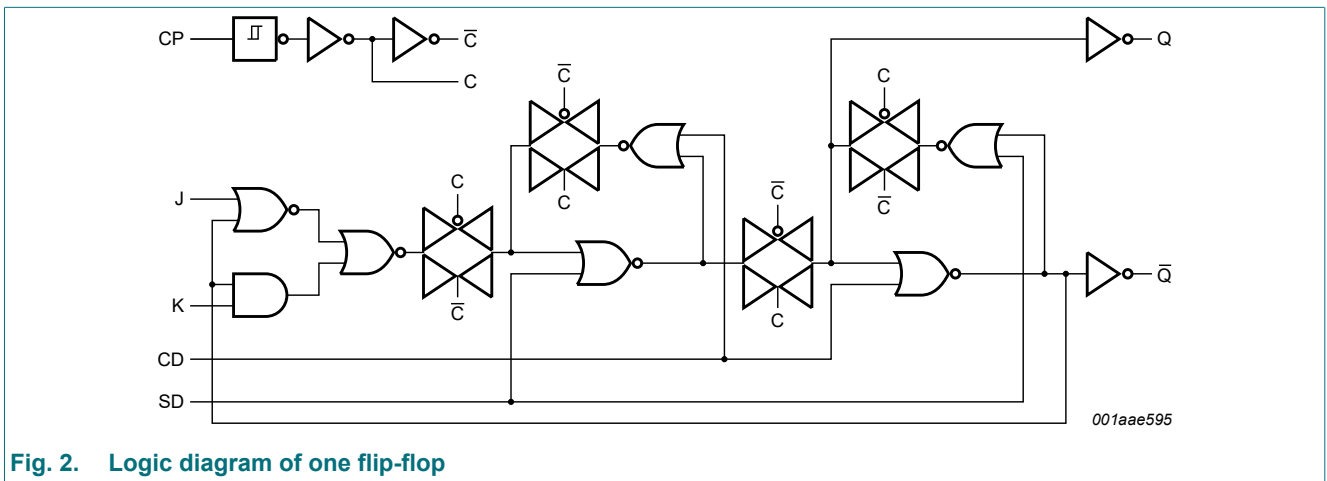 CP
C̅
Q
C
C̅
C
J
C
C̅
C
C̅
Q̅
K
C̅
C
CD
SD
001aae595
Fig. 2. Logic diagram of one flip-flop